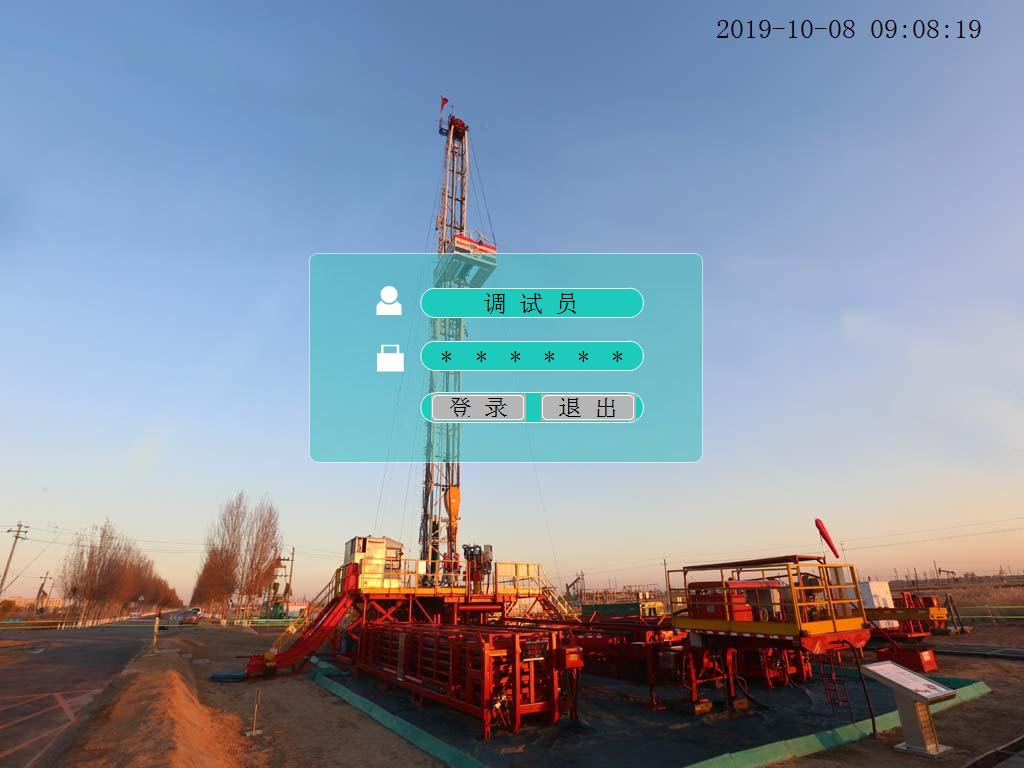 2019-10-08 09:08:19
调 试 员
* * * * * *
登 录 退 出